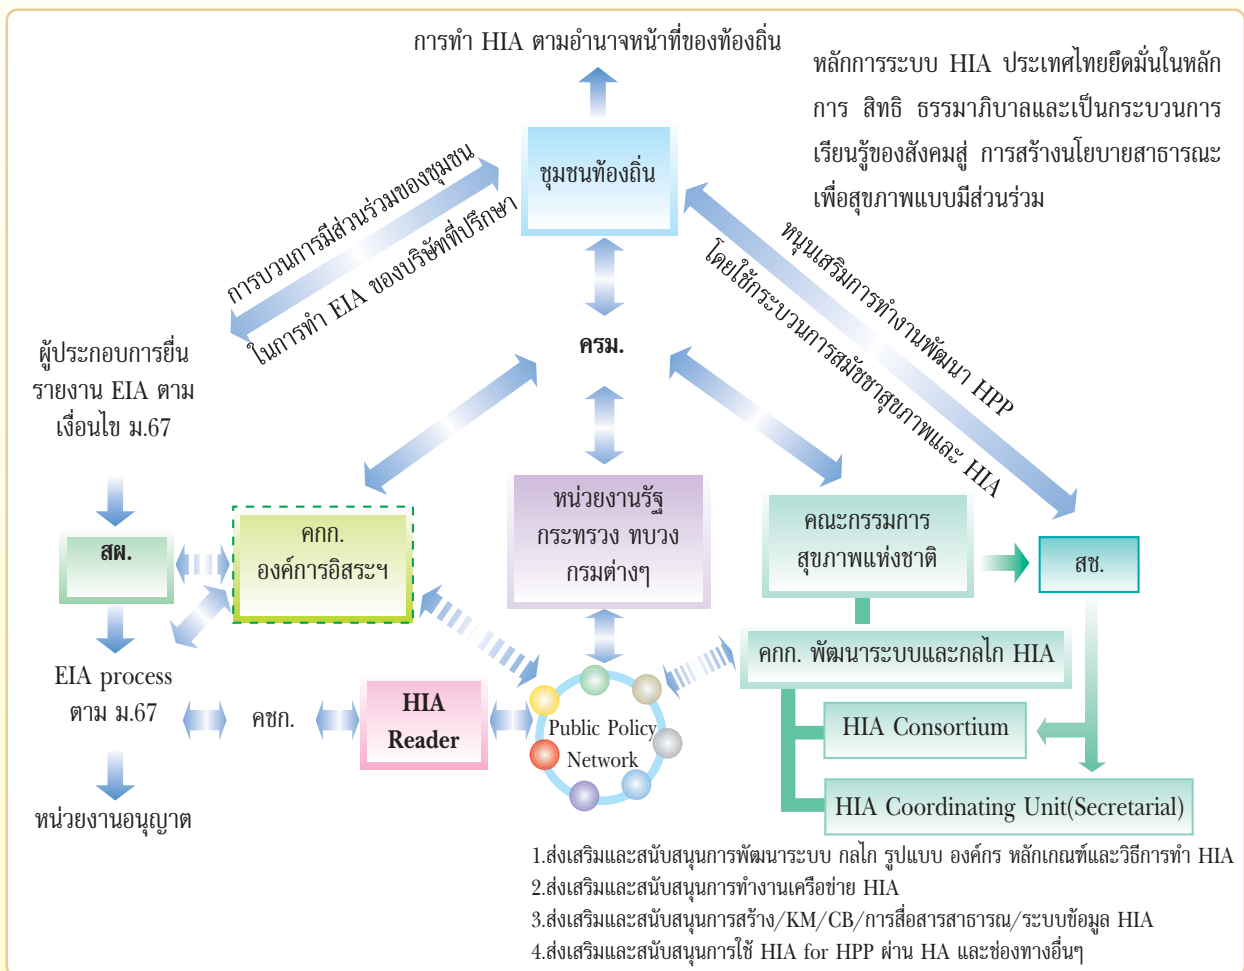 การทำ HIA ตามอำนาจหน้าที่ของท้องถิ่น
หลักการระบบ HIA ประเทศไทยยึดมั่นในหลัก
การ สิทธิ ธรรมาภิบาลและเป็นกระบวนการ
เรียนรู้ของสังคมสู่ การสร้างนโยบายสาธารณะ
เพื่อสุขภาพแบบมีส่วนร่วม
ชุมชนท้องถิ่น
การบวนการมีส่วนร่วมของชุมชน
ในการทำ EIA ของบริษัทที่ปรึกษา
หนุนเสริมการทำงานพัฒนา HPP
โดยใช้กระบวนการสมัชชาสุขภาพและ HIA
ครม.
ผู้ประกอบการยื่น
รายงาน EIA ตาม
เงื่อนไข ม.67
สผ.
คกก.
องค์การอิสระฯ
หน่วยงานรัฐ
กระทรวง ทบวง
กรมต่างๆ
คณะกรรมการ
สุขภาพแห่งชาติ
สช.
คกก. พัฒนาระบบและกลไก HIA
EIA process
ตาม ม.67
คชก.
HIA
Reader
Public Policy
Network
HIA Consortium
HIA Coordinating Unit(Secretarial)
หน่วยงานอนุญาต
1.ส่งเสริมและสนับสนุนการพัฒนาระบบ กลไก รูปแบบ องค์กร หลักเกณฑ์และวิธีการทำ HIA
2.ส่งเสริมและสนับสนุนการทำงานเครือข่าย HIA
3.ส่งเสริมและสนับสนุนการสร้าง/KM/CB/การสื่อสารสาธารณ/ระบบข้อมูล HIA
4.ส่งเสริมและสนับสนุนการใช้ HIA for HPP ผ่าน HA และช่องทางอื่นๆ